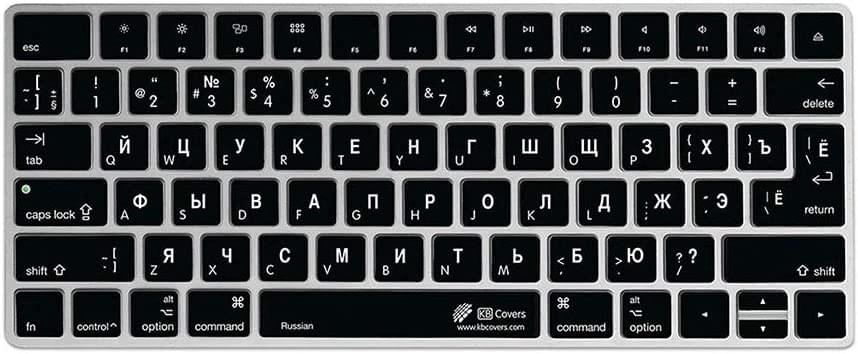 esc F1 F2 F3 F4 F5 F6 F7 F8 F9 F10 F11 F12
~ [ ± ! @ “ # № $ % % : ^ , & . * ; ( ) - +
` ] § 1 2 3 4 5 6 7 8 9 0 - = delete
tab Q Й W Ц E У R К T Е Y Н U Г I Ш O Щ P З { [ Х } ] Ъ | \ Ё
caps lock A Ф S Ы D В F А G П H Р J О K Л L Д : ; Ж " ' Э | \ Ё return
shift ~ ` [ ] Z Я X Ч C С V М B И N Т M Ь < , Б > . Ю ? / ? / shift
fn control alt option command Russian KB Covers command alt option
www.kbcovers.com